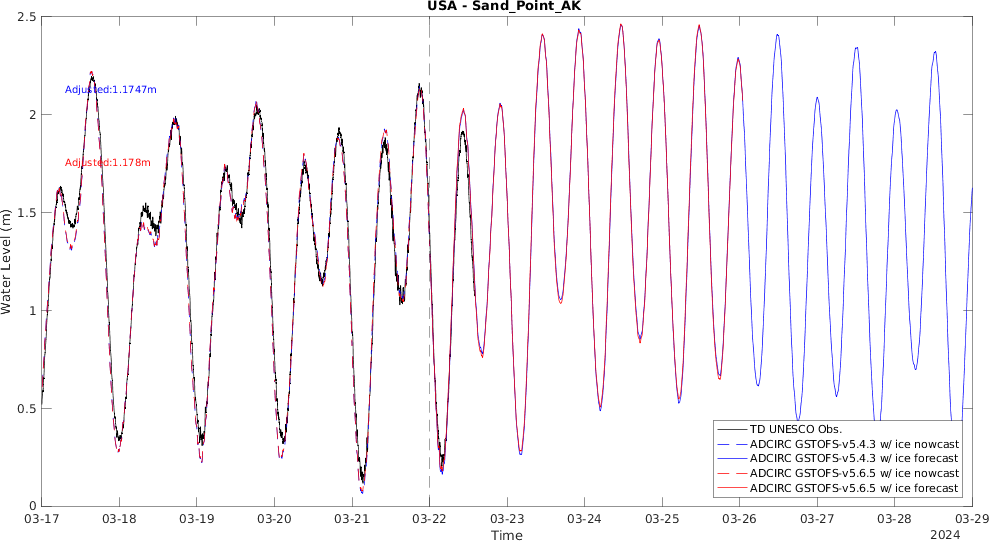 USA - Sand_Point_AK
2.5
Adjusted:1.1747m
2
Adjusted:1.178m
1.5
Water Level (m)
1
0.5
TD UNESCO Obs.
ADCIRC GSTOFS-v5.4.3 w/ ice nowcast
ADCIRC GSTOFS-v5.4.3 w/ ice forecast
ADCIRC GSTOFS-v5.6.5 w/ ice nowcast
ADCIRC GSTOFS-v5.6.5 w/ ice forecast
0
03-17 03-18 03-19 03-20 03-21 03-22 03-23 03-24 03-25 03-26 03-27 03-28 03-29
Time
2024